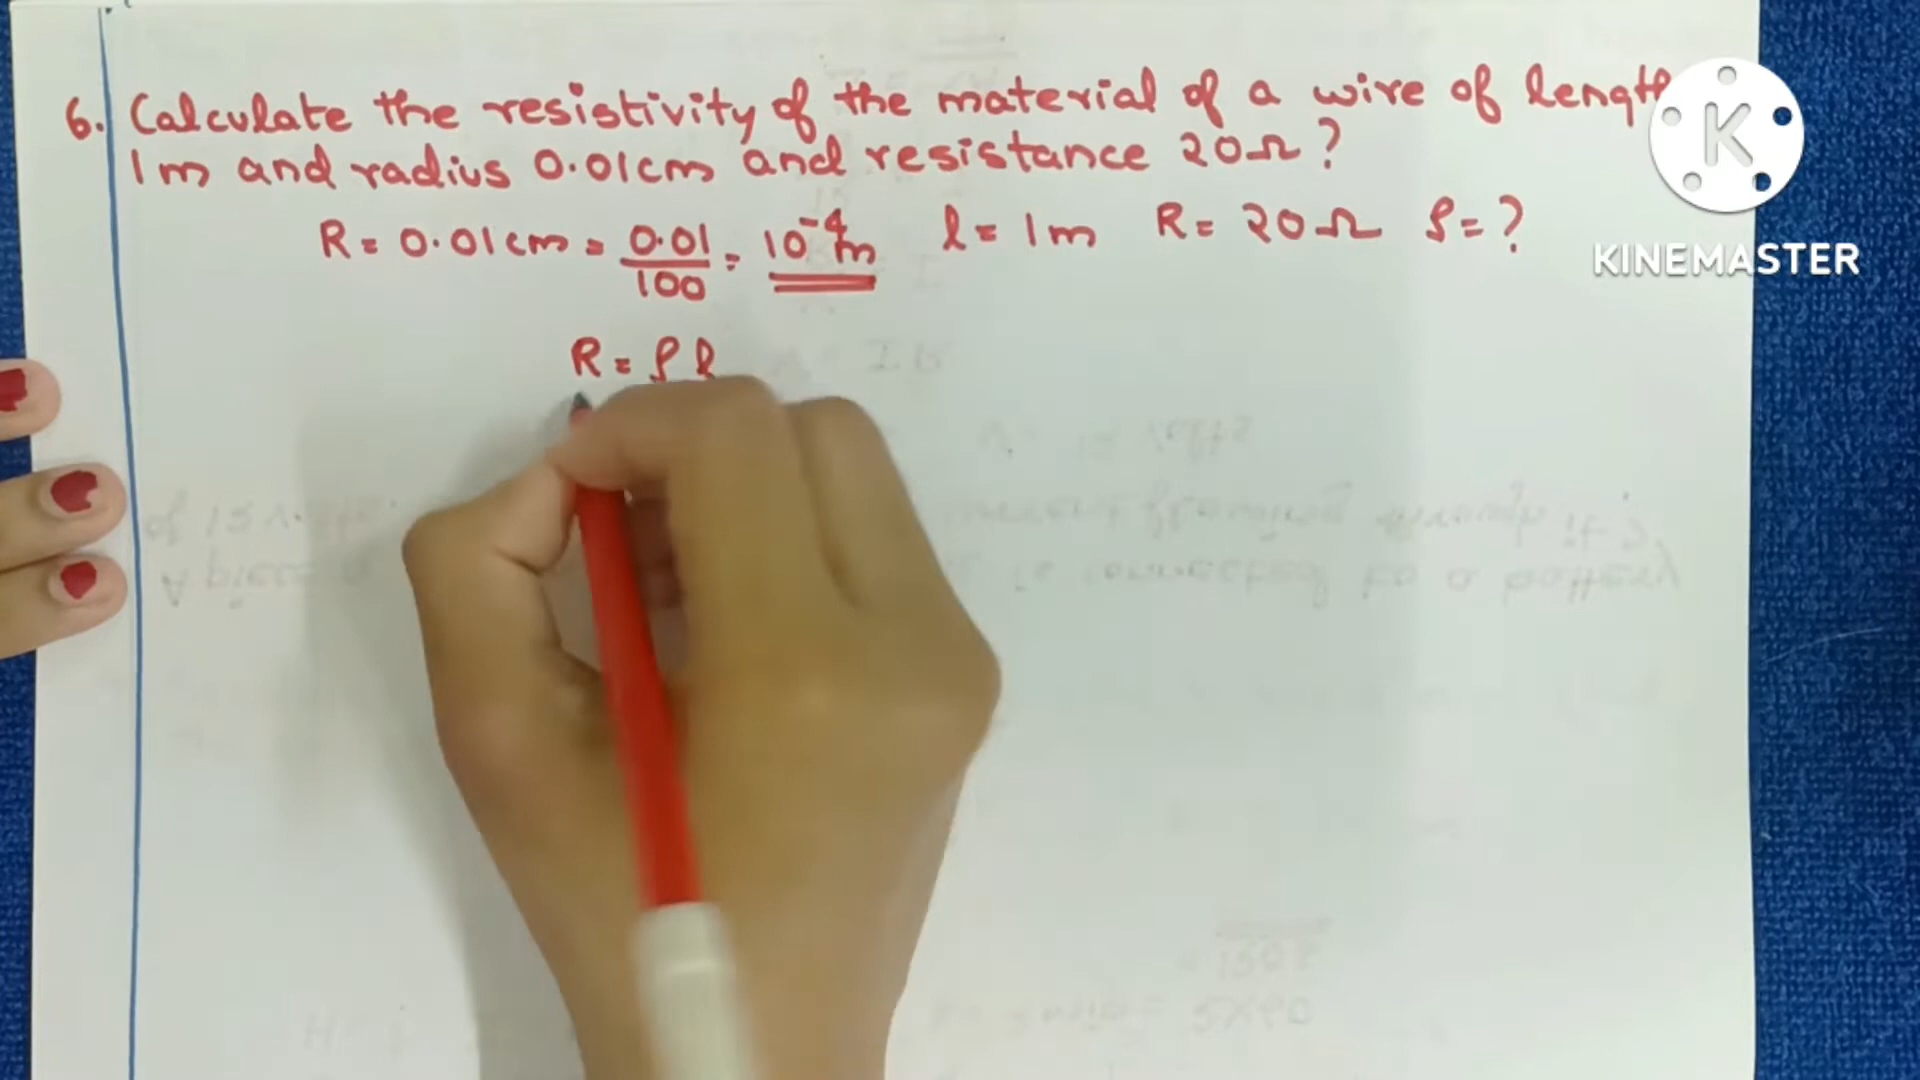 6. Calculate the resistivity of the material of a wire of length
1m and radius 0.01cm and resistance 20Ω?
R = 0.01cm = 0.01/100 = 10⁻⁴m l = 1m R = 20Ω ρ = ?
R = ρ l
K
KINEMASTER